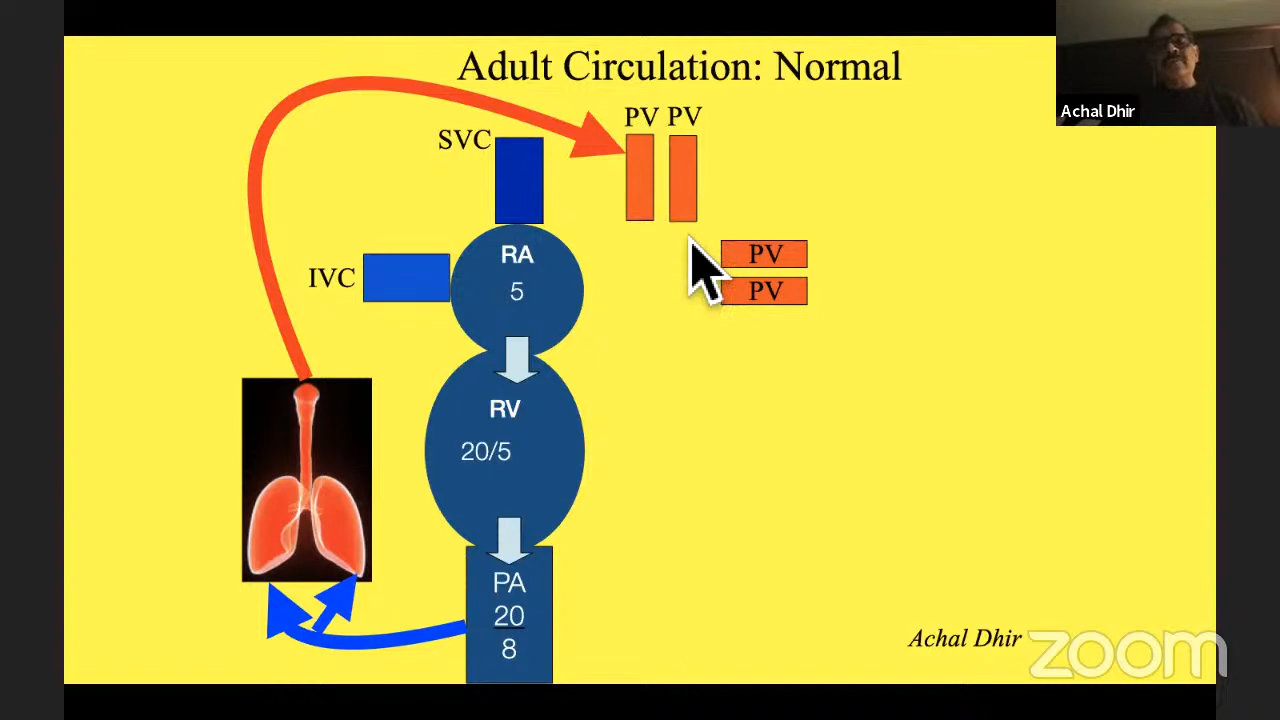 Adult Circulation: Normal
Achal Dhir
PV PV
SVC
RA
5
IVC
PV
PV
RV
20/5
PA
20
8
Achal Dhir
zoom